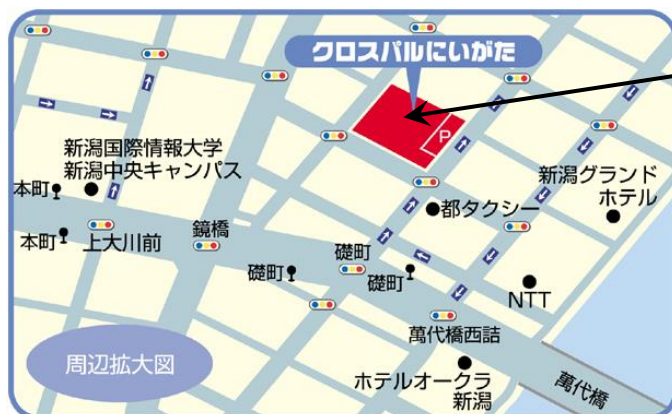 クロスパルにいがた
P
新潟国際情報大学
新潟中央キャンパス
新潟グランド
ホテル
本町
都タクシー
本町
上大川前
鏡橋
礎町
礎町
礎町
NTT
萬代橋西詰
周辺拡大図
ホテルオークラ
新潟
萬代橋